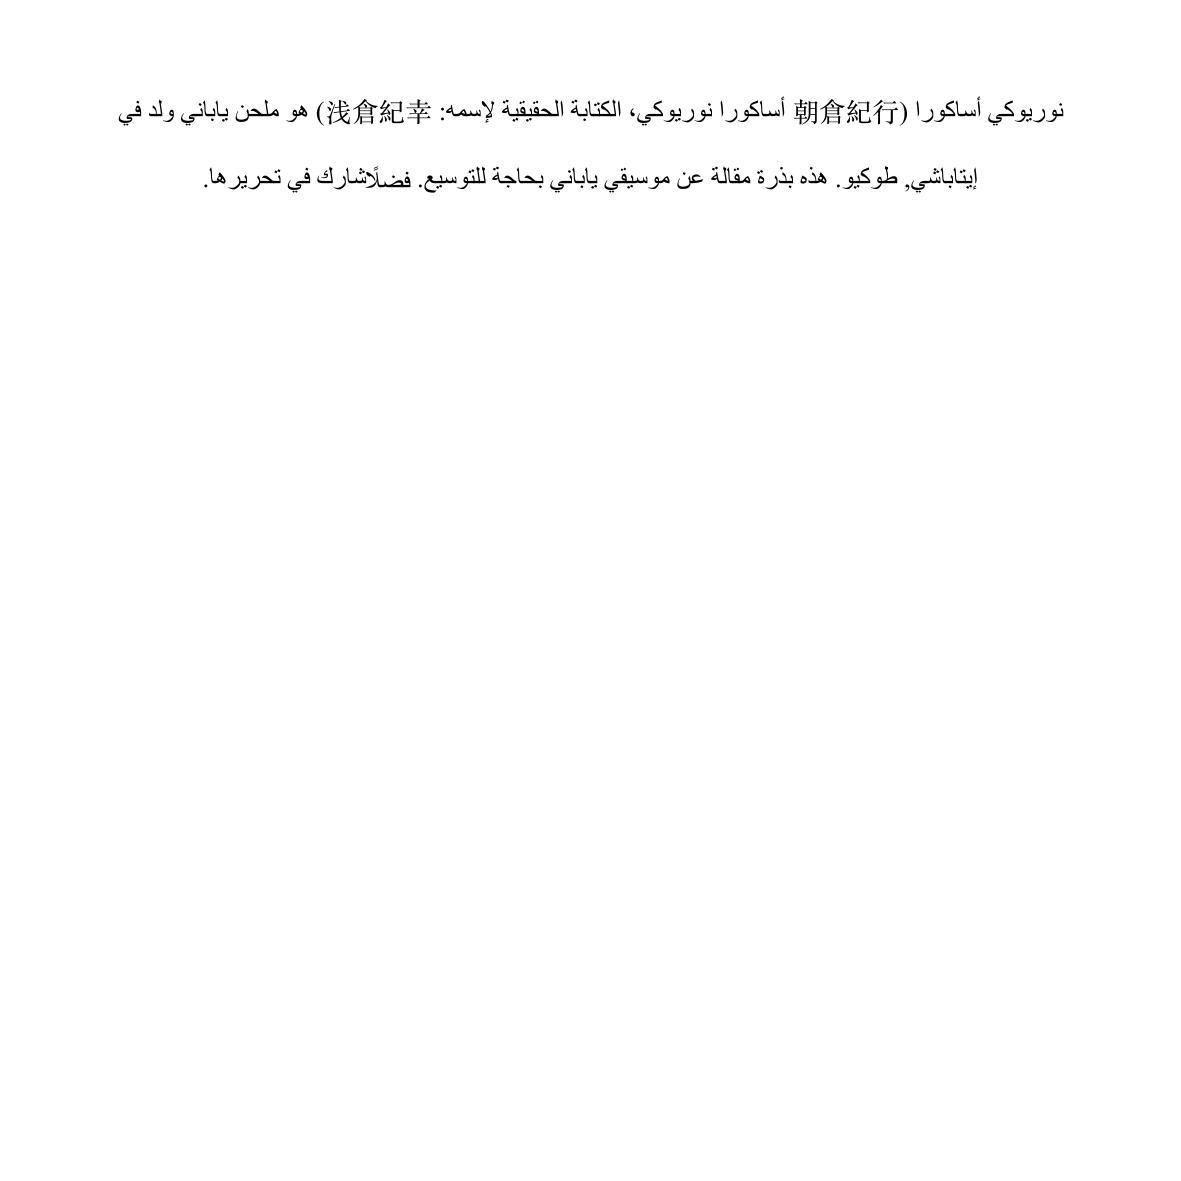 نوريوكي أساكورا (朝倉紀行 أساكورا نوريوكي، الكتابة الحقيقية لإسمه: 浅倉紀幸) هو ملحن ياباني ولد في
إيتاباشي, طوكيو. هذه بذرة مقالة عن موسيقي ياباني بحاجة للتوسيع. فضلًاشارك في تحريرها.